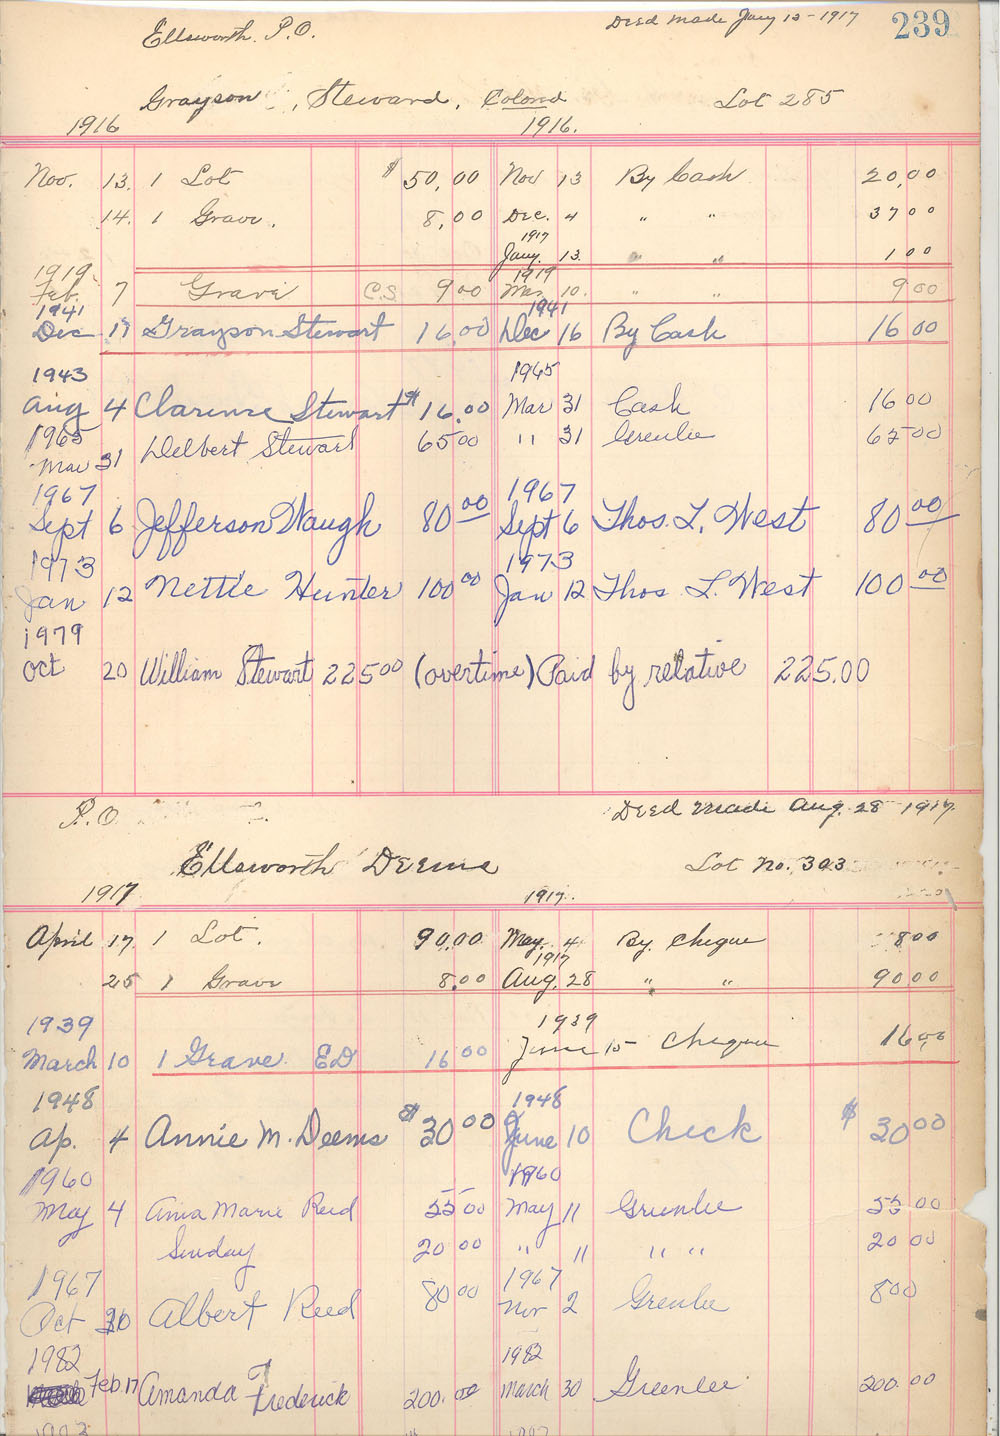 Ellsworth. P.O. Deed made Jany 13 - 1917 239
Grayson, Steward, Colored Lot 285
1916 1916.
Nov. 13. 1 Lot $ 50,00 Nov 13 By Cash 20,00
14. 1 Grave. 8,00 Dec. 4 " " 37 00
1917
Jany. 13. " " 1 00
1919. 1919
Feb. 7 Grave C.S. 9 00 Mar 10. " " 9 00
1941 1941
Dec 17 Grayson Stewart 16.00 Dec 16 By Cash 16 00
1943 1965
Aug 4 Clarence Stewart $ 16.00 Mar 31 Cash 16 00
1965 Delbert Stewart 65 00 " 31 Greenlee 65 00
Mar 31
1967 1967
Sept 6 Jefferson Waugh 80 00 Sept 6 Thos. L. West 80 00
1973 1973
Jan 12 Nettie Hunter 100 00 Jan 12 Thos. L. West 100 00
1979
Oct 20 William Stewart 225 00 (overtime) Paid by relative 225.00
P.O. Deed Made Aug. 28 - 1917.
Ellsworth Deems Lot No. 303
1917 1917.
April 17. 1 Lot. 90.00 May. 4 By. Cheque 8 00
1917
25 1 Grave 8.00 Aug. 28 " " 90 00
1939 1939
March 10 1 Grave. ED 16 00 June 15 Cheque 16,00
1948 1948
Ap. 4 Annie M. Deems $ 30 00 June 10 Check $ 30 00
1960 1960
May 4 Anna Marie Reed 55 00 May 11 Greenlee 55 00
Sunday 20 00 " 11 " " 20 00
1967 1967
Oct 30 Albert Reed 80 00 Nov 2 Greenlee 8 00
1982 1982
Feb. 17 Amanda Frederick 200. 00 March 30 Greenlee 200. 00